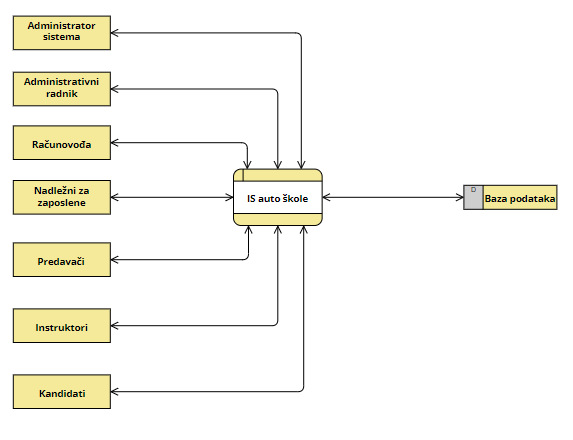 Administrator
sistema
Administrativni
radnik
Računovođa
Nadležni za
zaposlene
IS auto škole
D
Baza podataka
Predavači
Instruktori
Kandidati